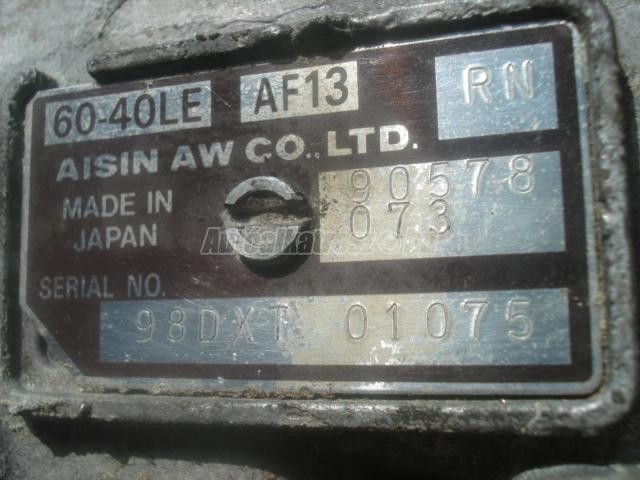 60-40LE AF13 RN
AISIN AW CO., LTD.
MADE IN JAPAN
90578
073
SERIAL NO.
98DXT 01075